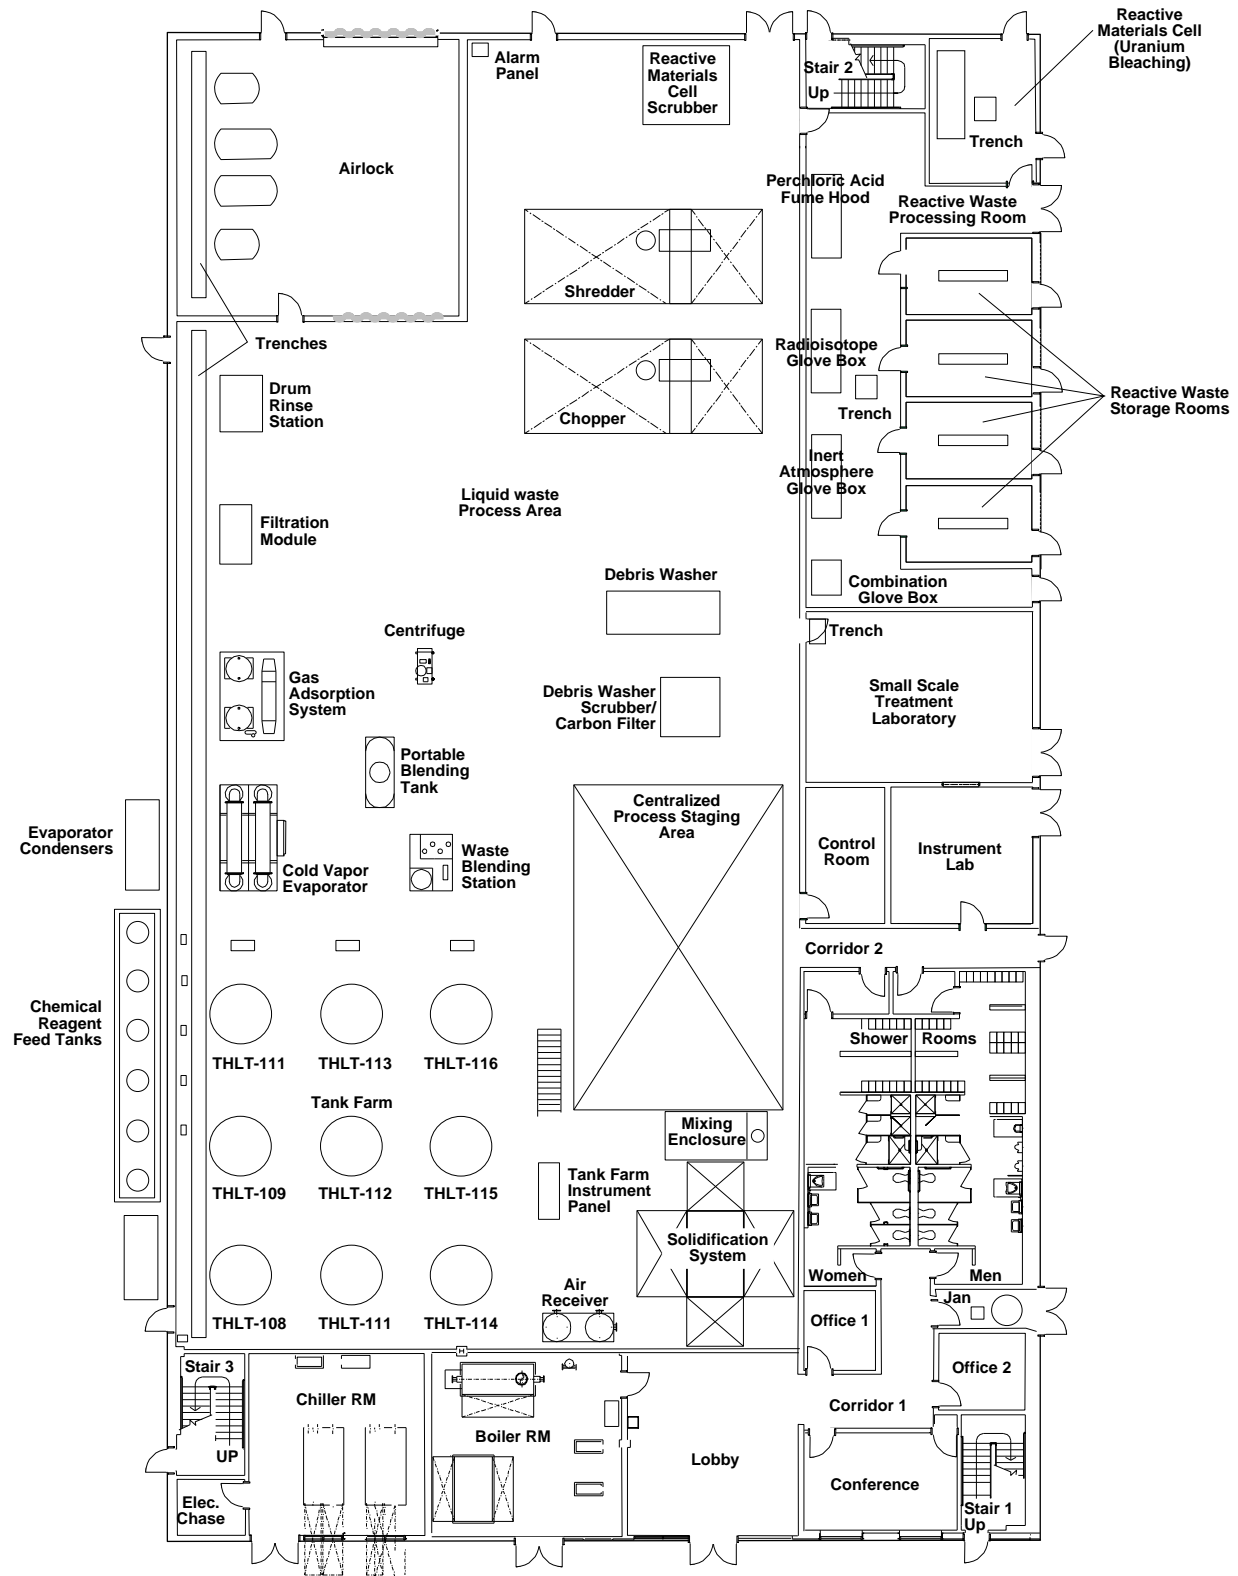 Reactive
Materials Cell
(Uranium
Bleaching)
Alarm
Panel
Reactive
Materials
Cell
Scrubber
Stair 2
Up
Trench
Airlock
Perchloric Acid
Fume Hood
Reactive Waste
Processing Room
Shredder
Trenches
Radioisotope
Glove Box
Drum
Rinse
Station
Chopper
Trench
Reactive Waste
Storage Rooms
Inert
Atmosphere
Glove Box
Liquid waste
Process Area
Filtration
Module
Debris Washer
Combination
Glove Box
Centrifuge
Trench
Gas
Adsorption
System
Debris Washer
Scrubber/
Carbon Filter
Small Scale
Treatment
Laboratory
Portable
Blending
Tank
Centralized
Process Staging
Area
Evaporator
Condensers
Control
Room
Instrument
Lab
Cold Vapor
Evaporator
Waste
Blending
Station
Corridor 2
Chemical
Reagent
Feed Tanks
Shower Rooms
THLT-111
THLT-113
THLT-116
Tank Farm
Mixing
Enclosure
THLT-109
THLT-112
THLT-115
Tank Farm
Instrument
Panel
Solidification
System
Women
Men
Air
Receiver
Jan
THLT-108
THLT-111
THLT-114
Office 1
H
Stair 3
Office 2
Chiller RM
Corridor 1
Boiler RM
UP
Lobby
Conference
Elec.
Chase
Stair 1
Up